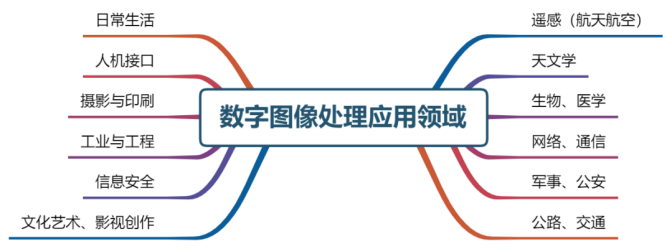 数字图像处理应用领域
日常生活
人机接口
摄影与印刷
工业与工程
信息安全
文化艺术、影视创作
遥感（航天航空）
天文学
生物、医学
网络、通信
军事、公安
公路、交通